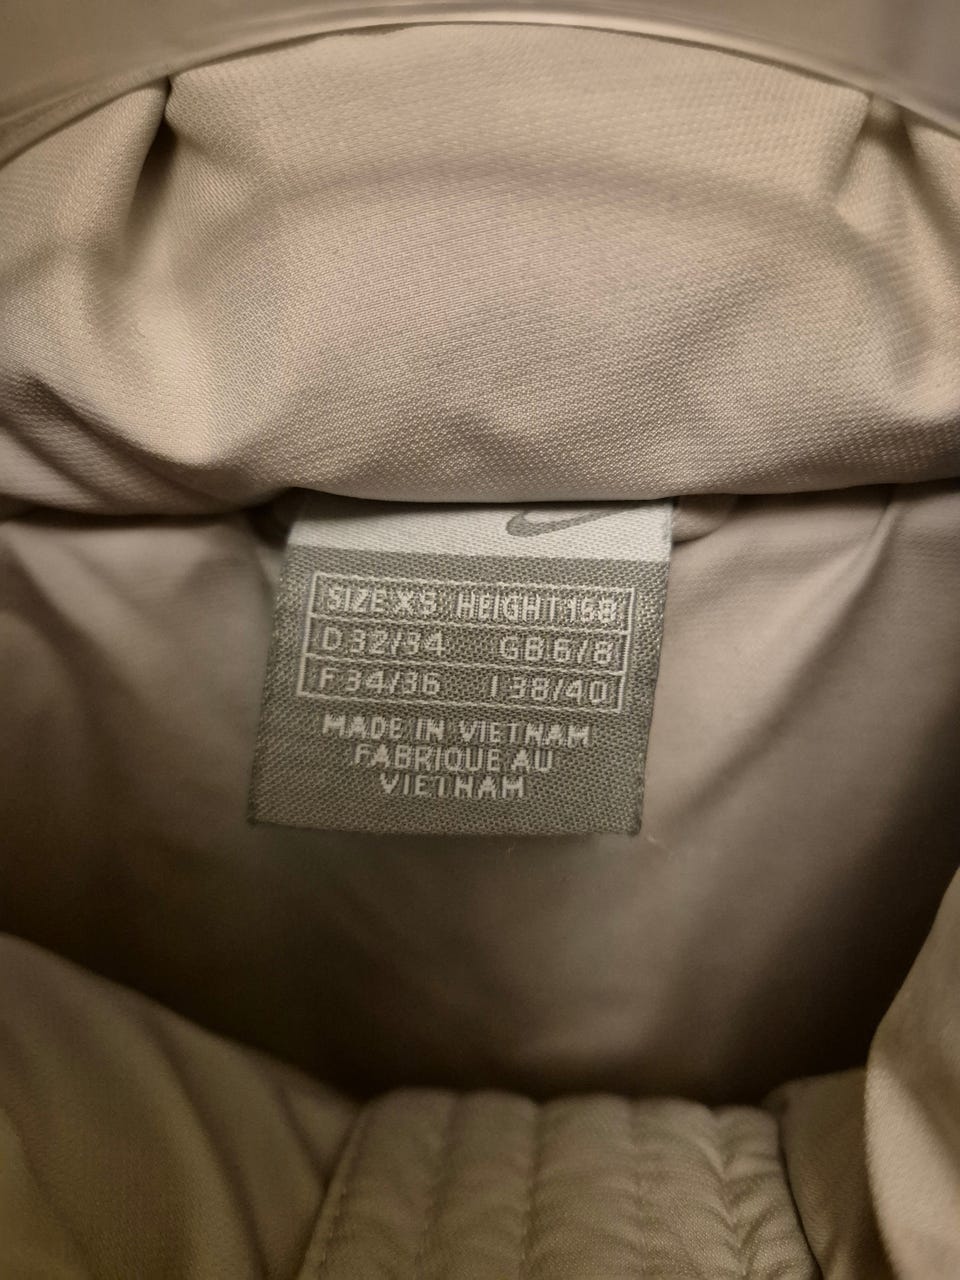 SIZE XS HEIGHT 168
D 32/34 GB 6/8
F 34/36 I 38/40
MADE IN VIETNAM
FABRIQUE AU
VIETNAM